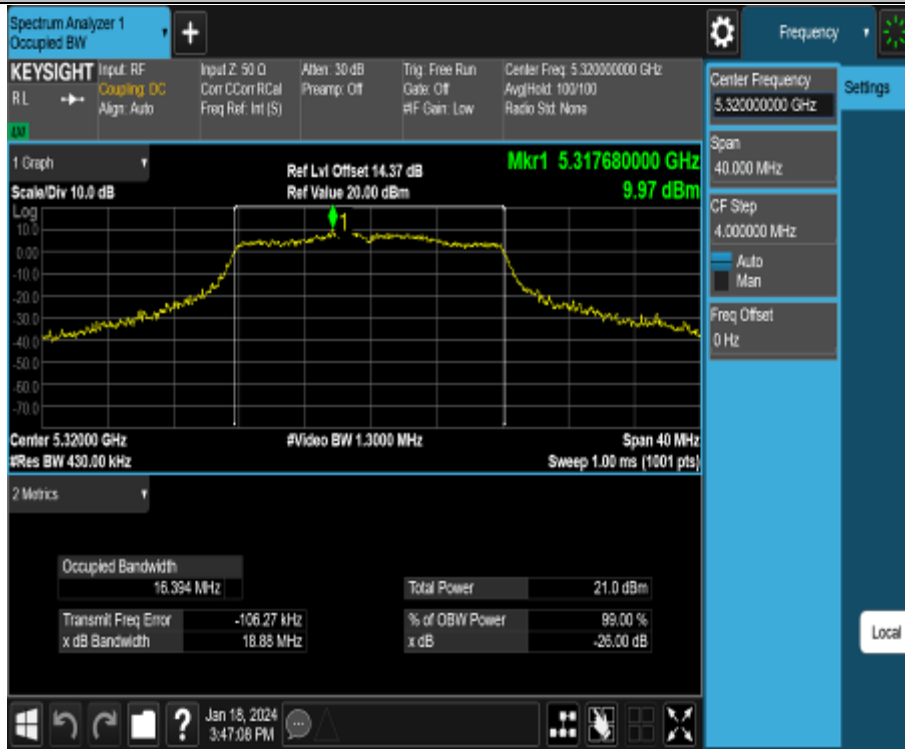 Spectrum Analyzer 1
Occupied BW
+
Frequency
KEYSIGHT
RL
Input: RF
Coupling: DC
Align: Auto
Input Z: 50 Ω
Corr CCorr RCal
Freq Ref: Int (S)
Atten: 30 dB
Preamp: Off
Trig: Free Run
Gate: Off
#IF Gain: Low
Center Freq: 5.320000000 GHz
Avg|Hold: 100/100
Radio Std: None
Center Frequency
5.320000000 GHz
Settings
Span
40.000 MHz
CF Step
4.000000 MHz
Auto
Man
Freq Offset
0 Hz
Local
1 Graph
Scale/Div 10.0 dB
Ref Lvl Offset 14.37 dB
Ref Value 20.00 dBm
Mkr1 5.317680000 GHz
9.97 dBm
Log
10.0
0.00
-10.0
-20.0
-30.0
-40.0
-50.0
-60.0
-70.0
1
Center 5.32000 GHz
#Res BW 430.00 kHz
#Video BW 1.3000 MHz
Span 40 MHz
Sweep 1.00 ms (1001 pts)
2 Metrics
Occupied Bandwidth
16.394 MHz
Total Power 21.0 dBm
Transmit Freq Error -106.27 kHz
% of OBW Power 99.00 %
x dB Bandwidth 18.88 MHz
x dB -26.00 dB
?
Jan 18, 2024
3:47:08 PM